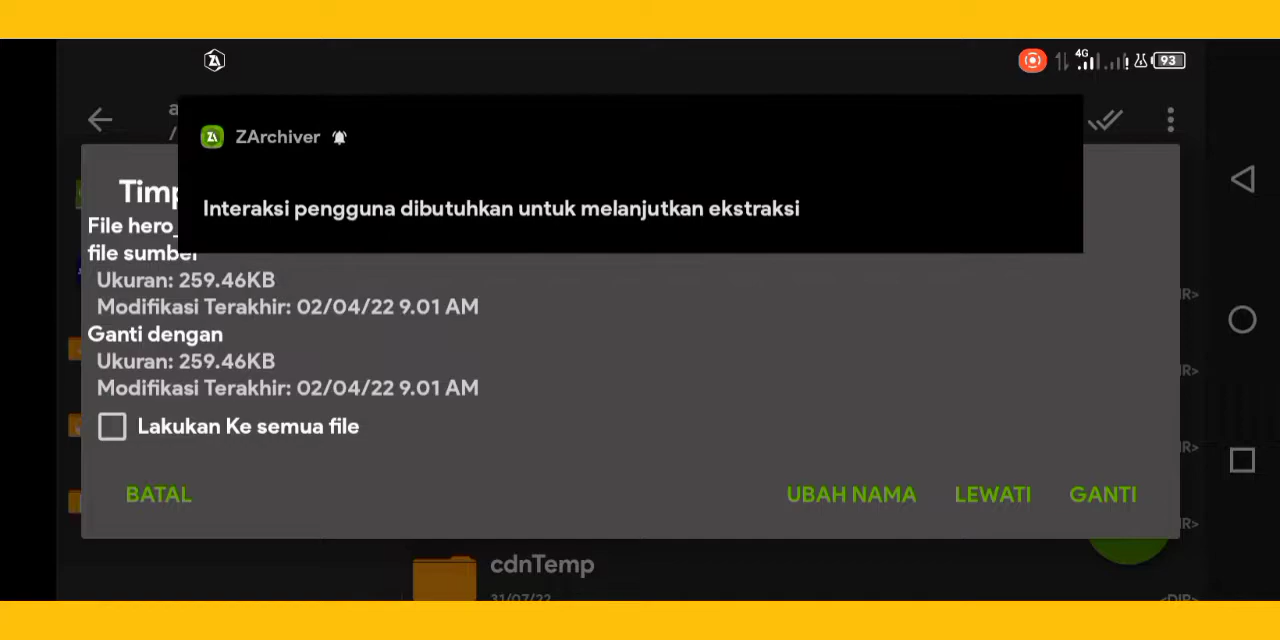 4G
93
a
/
ZArchiver
Interaksi pengguna dibutuhkan untuk melanjutkan ekstraksi
Timp
File hero_
file sumber
Ukuran: 259.46KB
Modifikasi Terakhir: 02/04/22 9.01 AM
Ganti dengan
Ukuran: 259.46KB
Modifikasi Terakhir: 02/04/22 9.01 AM
Lakukan Ke semua file
BATAL UBAH NAMA LEWATI GANTI
R>
R>
R>
R>
cdnTemp
31/07/22 <DIR>